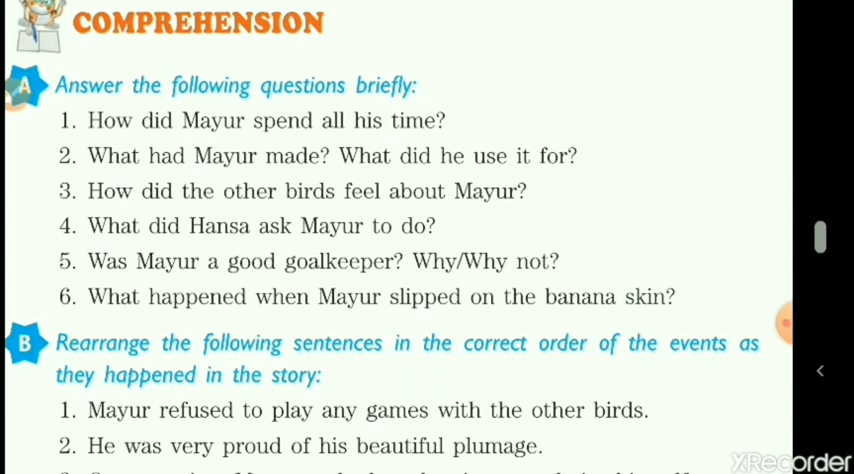 COMPREHENSION
A Answer the following questions briefly:
1. How did Mayur spend all his time?
2. What had Mayur made? What did he use it for?
3. How did the other birds feel about Mayur?
4. What did Hansa ask Mayur to do?
5. Was Mayur a good goalkeeper? Why/Why not?
6. What happened when Mayur slipped on the banana skin?
B Rearrange the following sentences in the correct order of the events as
they happened in the story:
1. Mayur refused to play any games with the other birds.
2. He was very proud of his beautiful plumage.
XRecorder